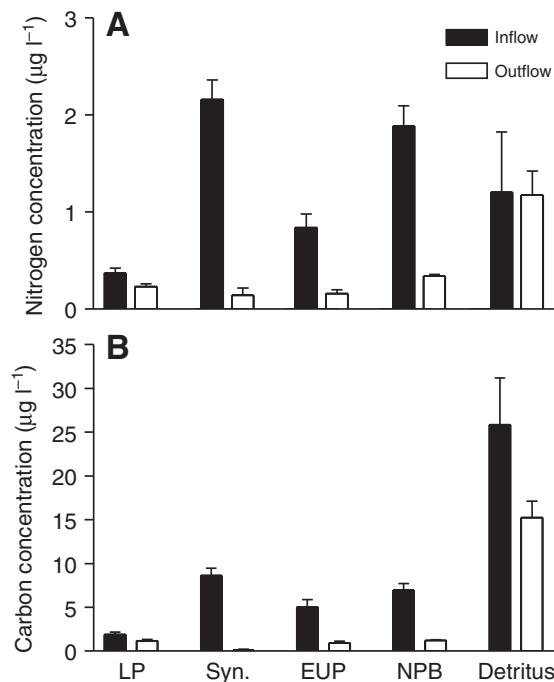 A
Inflow
Outflow
Nitrogen concentration (μg l⁻¹)
3
2
1
0
B
Carbon concentration (μg l⁻¹)
35
30
25
20
15
10
5
0
LP Syn. EUP NPB Detritus